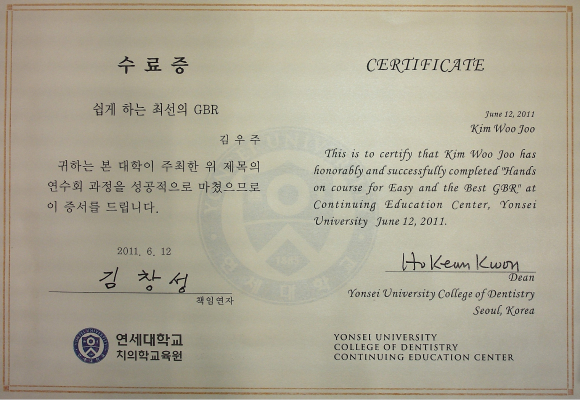 수료증
쉽게 하는 최선의 GBR
김우주
귀하는 본 대학이 주최한 위 제목의
연수회 과정을 성공적으로 마쳤으므로
이 증서를 드립니다.
2011. 6. 12
김창성
책임연자
연세대학교
치의학교육원
CERTIFICATE
June 12, 2011
Kim Woo Joo
This is to certify that Kim Woo Joo has
honorably and successfully completed "Hands
on course for Easy and the Best GBR" at
Continuing Education Center, Yonsei
University June 12, 2011.
Ho Keun Kwon
Dean
Yonsei University College of Dentistry
Seoul, Korea
YONSEI UNIVERSITY
COLLEGE OF DENTISTRY
CONTINUING EDUCATION CENTER